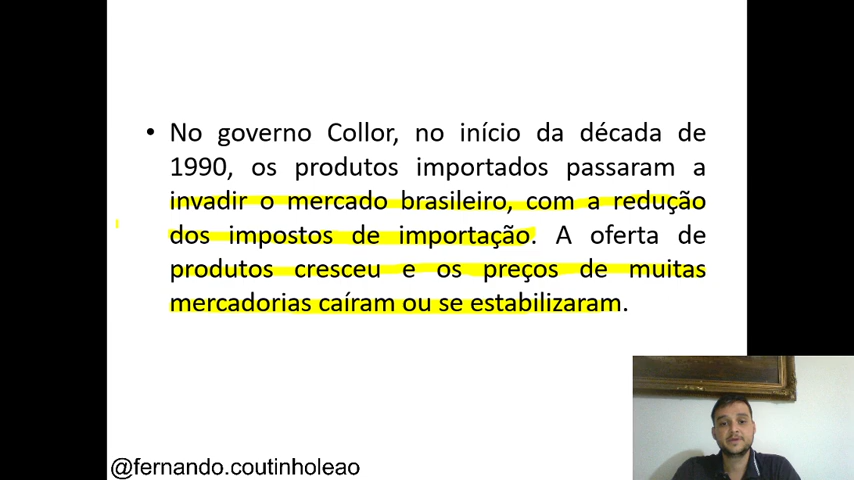 • No governo Collor, no início da década de
1990, os produtos importados passaram a
invadir o mercado brasileiro, com a redução
dos impostos de importação. A oferta de
produtos cresceu e os preços de muitas
mercadorias caíram ou se estabilizaram.
@fernando.coutinholeao